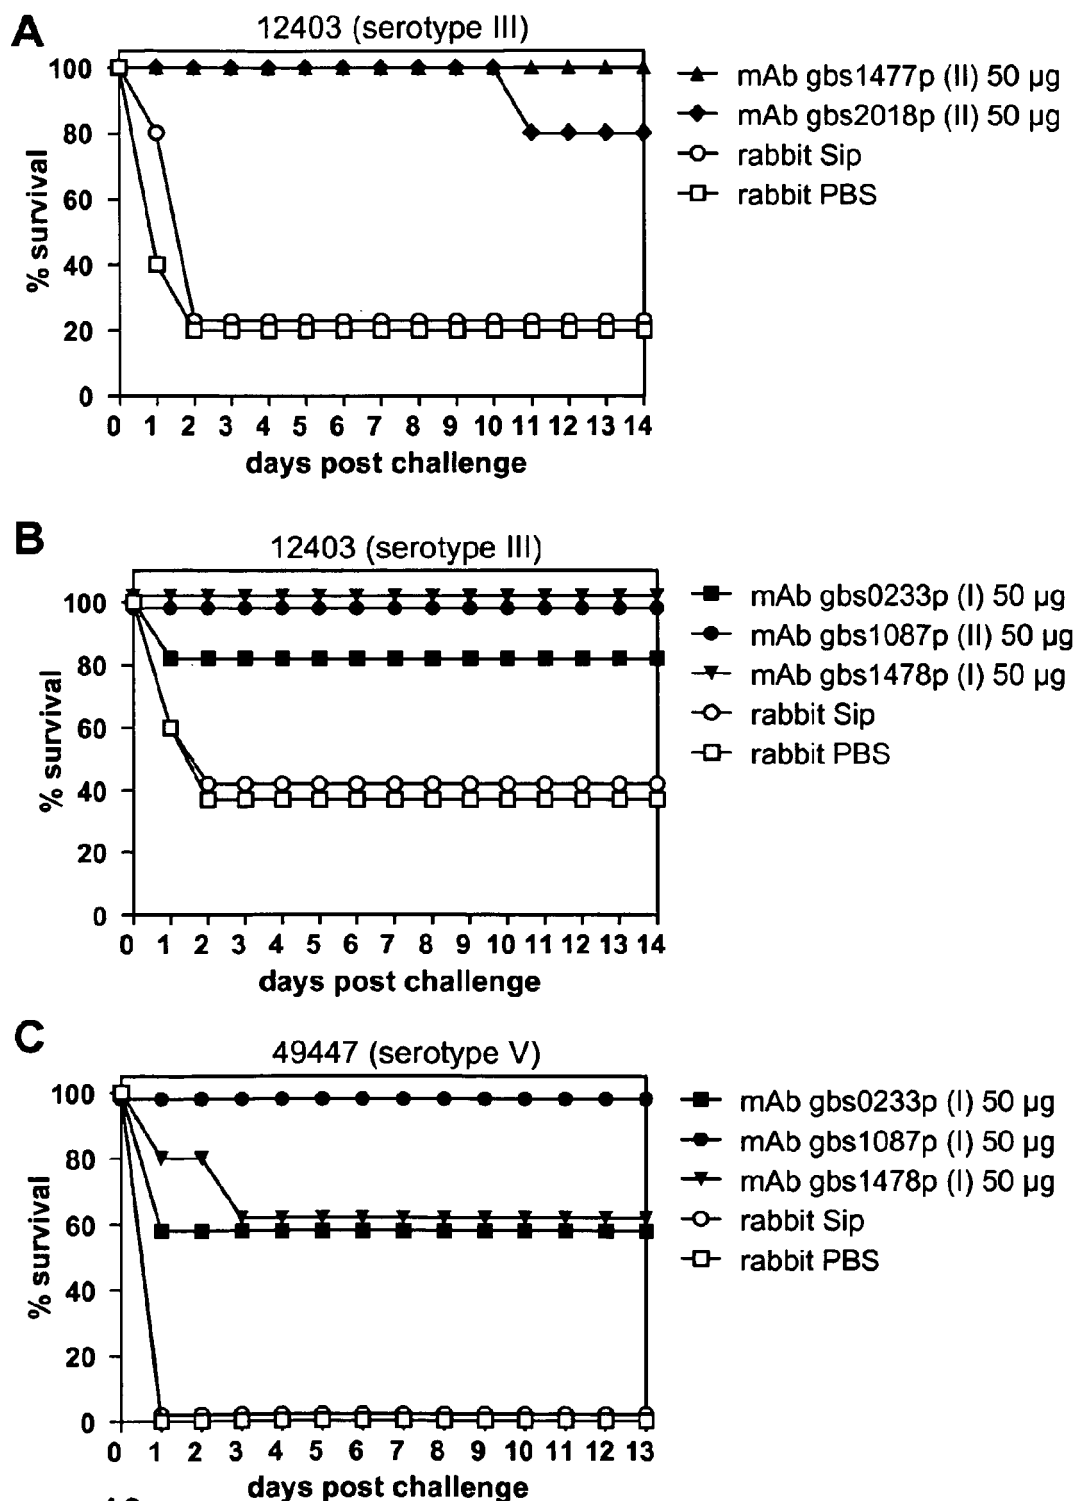 A
12403 (serotype III)
% survival
100
80
60
40
20
0
0 1 2 3 4 5 6 7 8 9 10 11 12 13 14
days post challenge
mAb gbs1477p (II) 50 µg
mAb gbs2018p (II) 50 µg
rabbit Sip
rabbit PBS
B
12403 (serotype III)
% survival
100
80
60
40
20
0
0 1 2 3 4 5 6 7 8 9 10 11 12 13 14
days post challenge
mAb gbs0233p (I) 50 µg
mAb gbs1087p (II) 50 µg
mAb gbs1478p (I) 50 µg
rabbit Sip
rabbit PBS
C
49447 (serotype V)
% survival
100
80
60
40
20
0
0 1 2 3 4 5 6 7 8 9 10 11 12 13
days post challenge
mAb gbs0233p (I) 50 µg
mAb gbs1087p (I) 50 µg
mAb gbs1478p (I) 50 µg
rabbit Sip
rabbit PBS